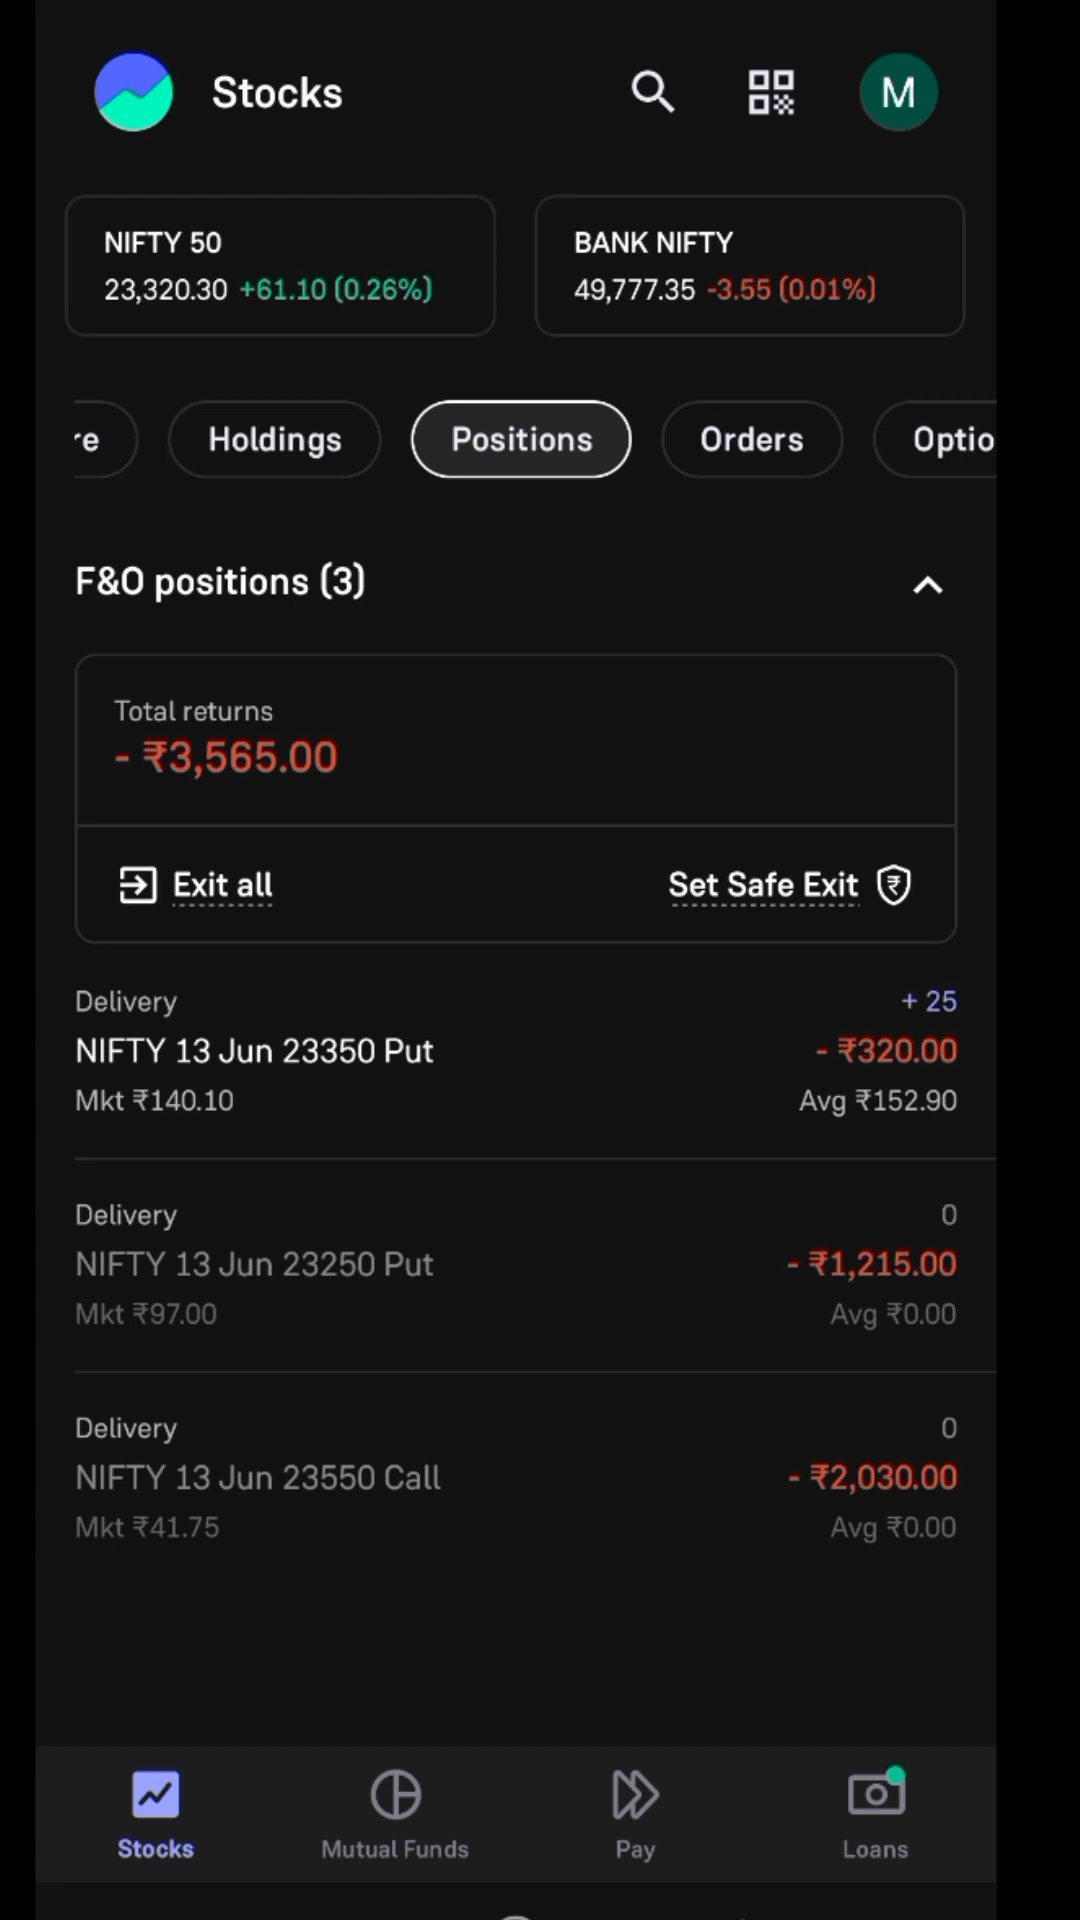 Stocks
M
NIFTY 50
23,320.30 +61.10 (0.26%)
BANK NIFTY
49,777.35 -3.55 (0.01%)
re
Holdings
Positions
Orders
Optio
F&O positions (3)
Total returns
- ₹3,565.00
Exit all
Set Safe Exit
Delivery
+ 25
NIFTY 13 Jun 23350 Put
- ₹320.00
Mkt ₹140.10
Avg ₹152.90
Delivery
0
NIFTY 13 Jun 23250 Put
- ₹1,215.00
Mkt ₹97.00
Avg ₹0.00
Delivery
0
NIFTY 13 Jun 23550 Call
- ₹2,030.00
Mkt ₹41.75
Avg ₹0.00
Stocks
Mutual Funds
Pay
Loans